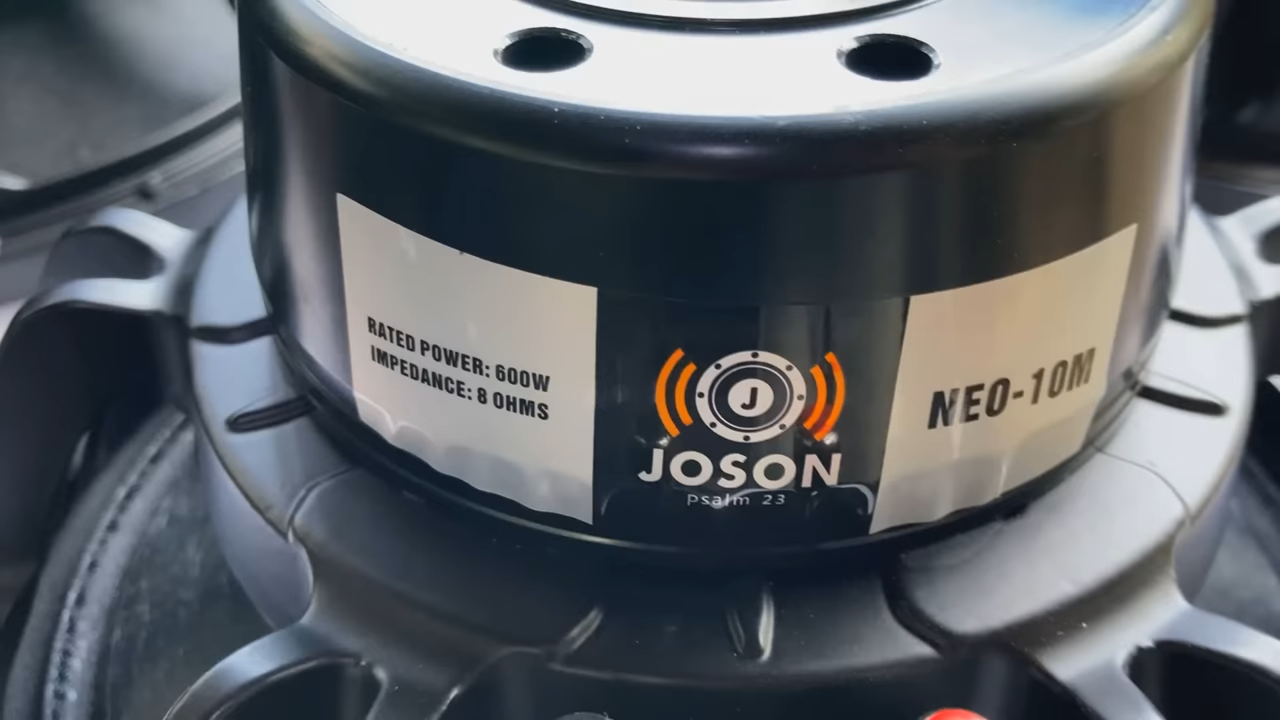 RATED POWER: 600W
IMPEDANCE: 8 OHMS
J
JOSON
Psalm 23
NEO-10M